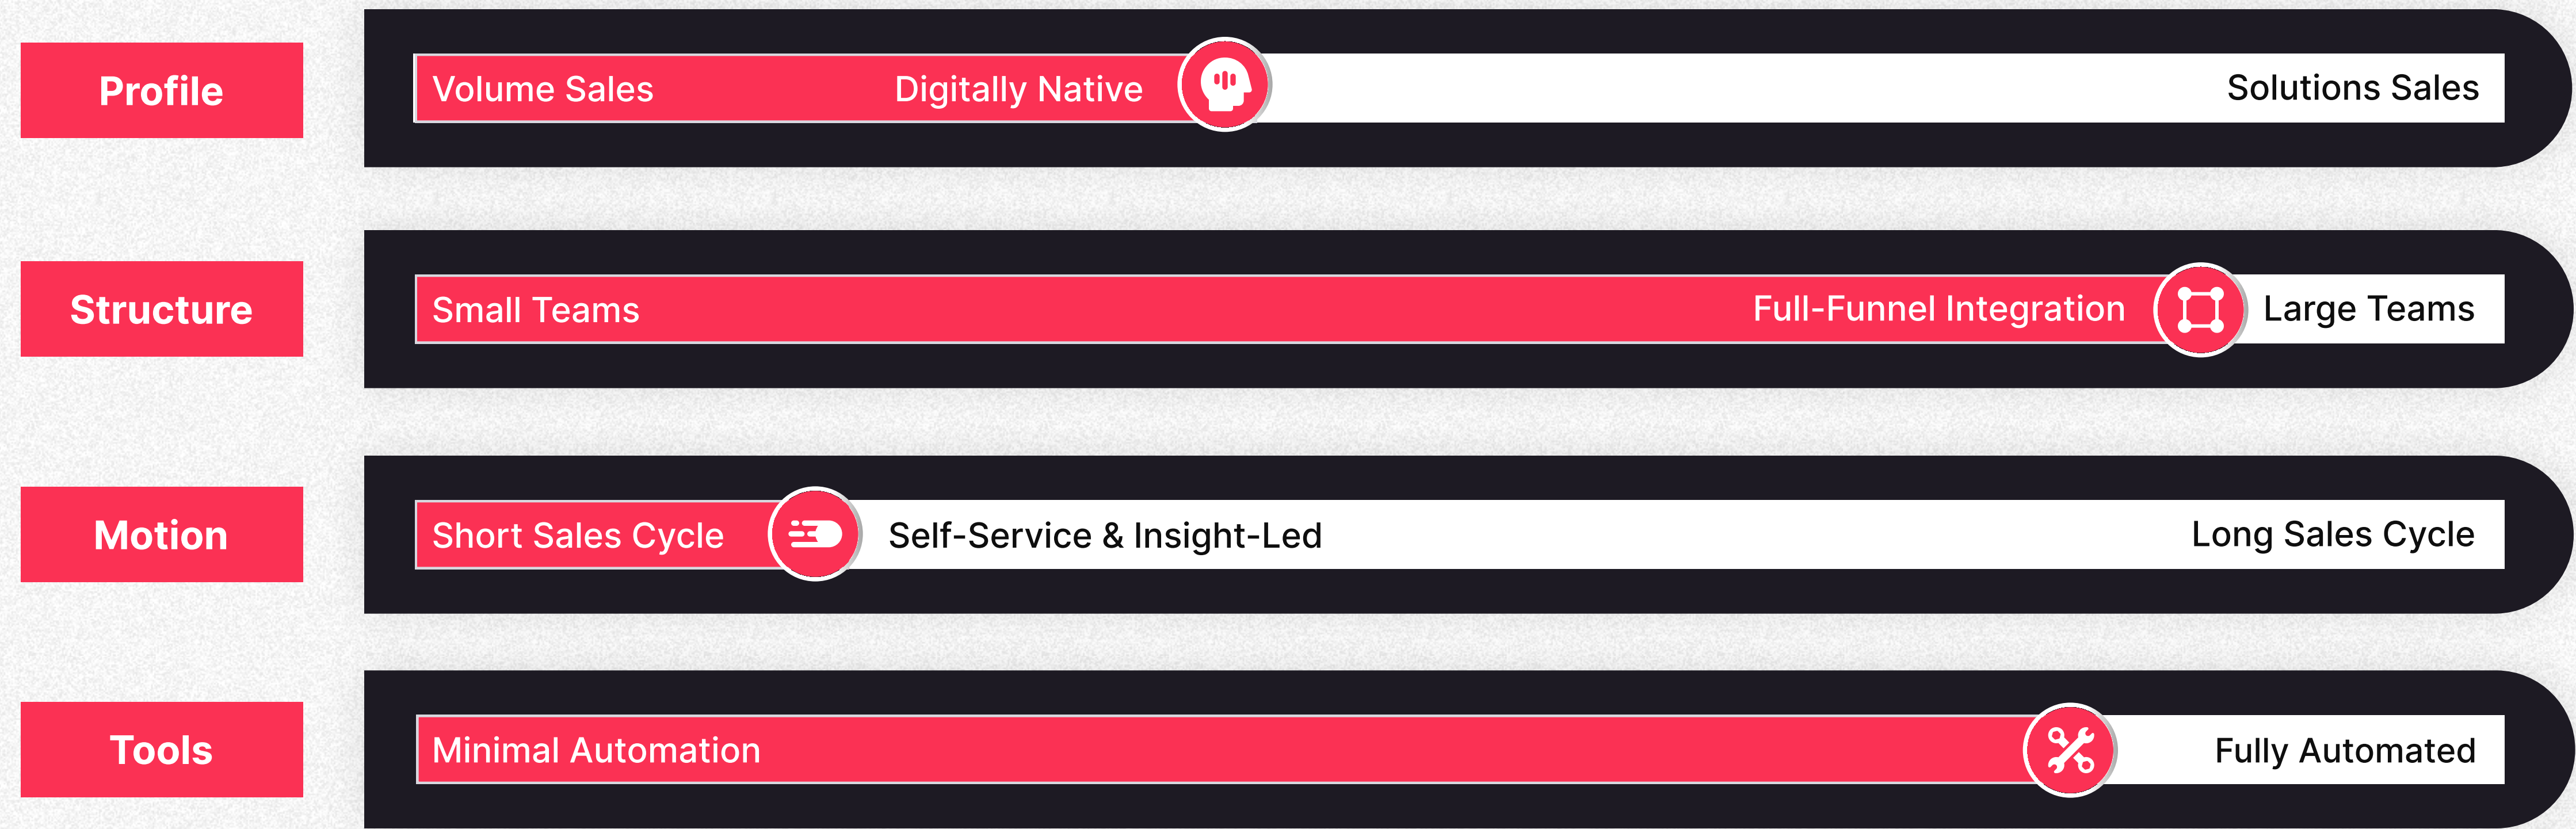 Profile
Volume Sales
Digitally Native
Solutions Sales
Structure
Small Teams
Full-Funnel Integration
Large Teams
Motion
Short Sales Cycle
Self-Service & Insight-Led
Long Sales Cycle
Tools
Minimal Automation
Fully Automated